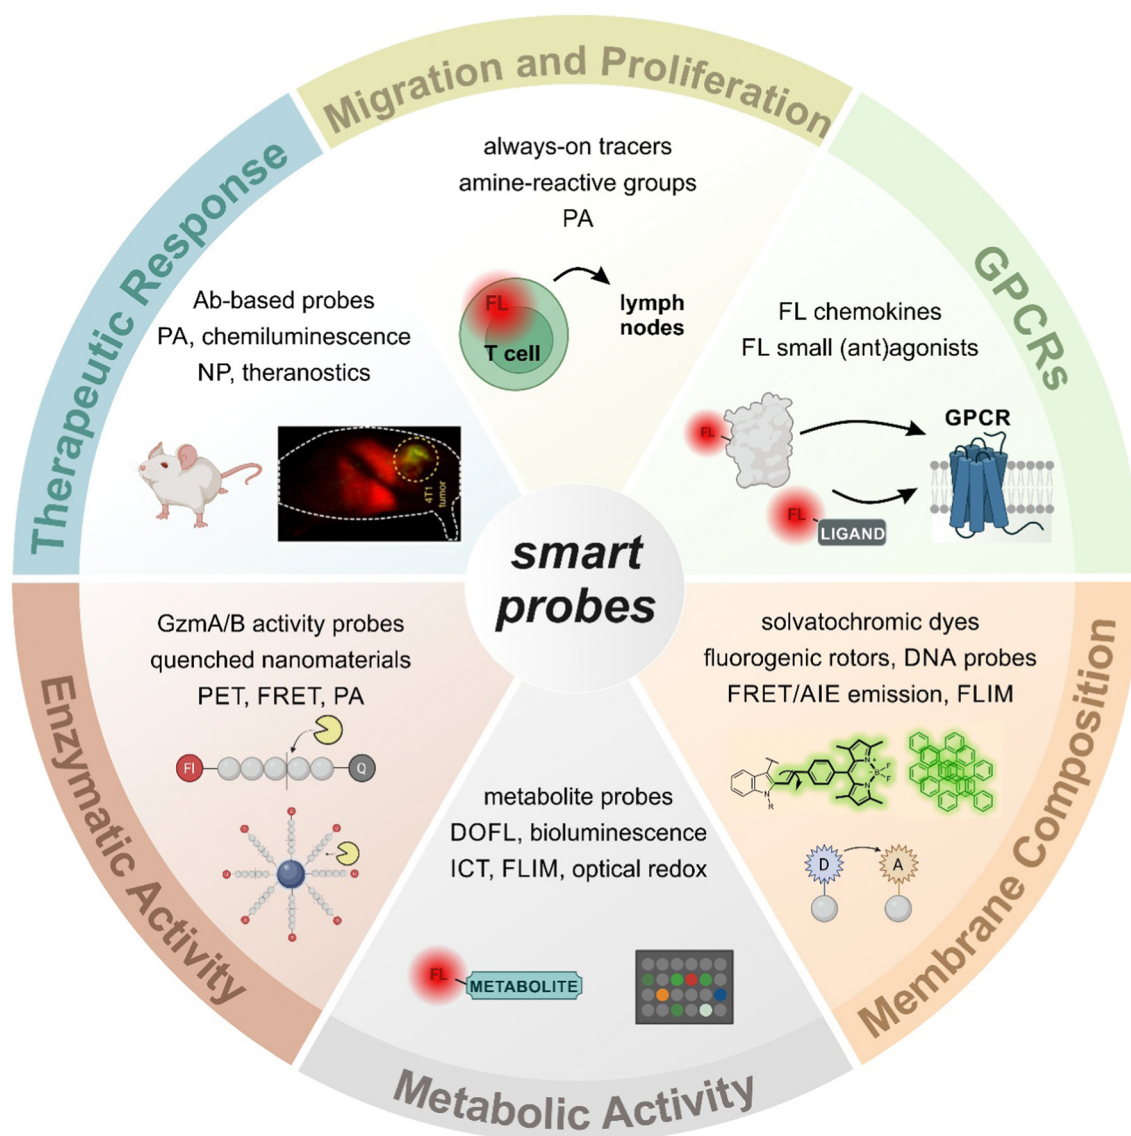 Migration and Proliferation
always-on tracers
amine-reactive groups
PA
FL
T cell
lymph
nodes
GPCRs
FL chemokines
FL small (ant)agonists
FL
GPCR
FL
LIGAND
Therapeutic Response
Ab-based probes
PA, chemiluminescence
NP, theranostics
4T1
tumor
smart
probes
Enzymatic Activity
GzmA/B activity probes
quenched nanomaterials
PET, FRET, PA
Fl
Q
Membrane Composition
solvatochromic dyes
fluorogenic rotors, DNA probes
FRET/AIE emission, FLIM
N
R
N+
-B
N
F
F
D
A
Metabolic Activity
metabolite probes
DOFL, bioluminescence
ICT, FLIM, optical redox
FL
METABOLITE